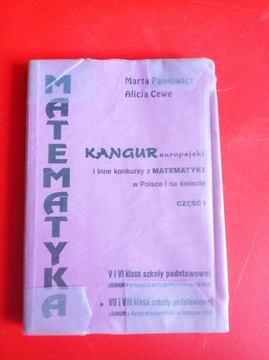 MATEMATYKA
Marta Pawłowicz
Alicja Cewe
KANGUR europejski
i inne konkursy z MATEMATYKI
w Polsce i na świecie
CZĘŚĆ I
V i VI klasa szkoły podstawowej
• VII i VIII klasa szkoły podstawowej